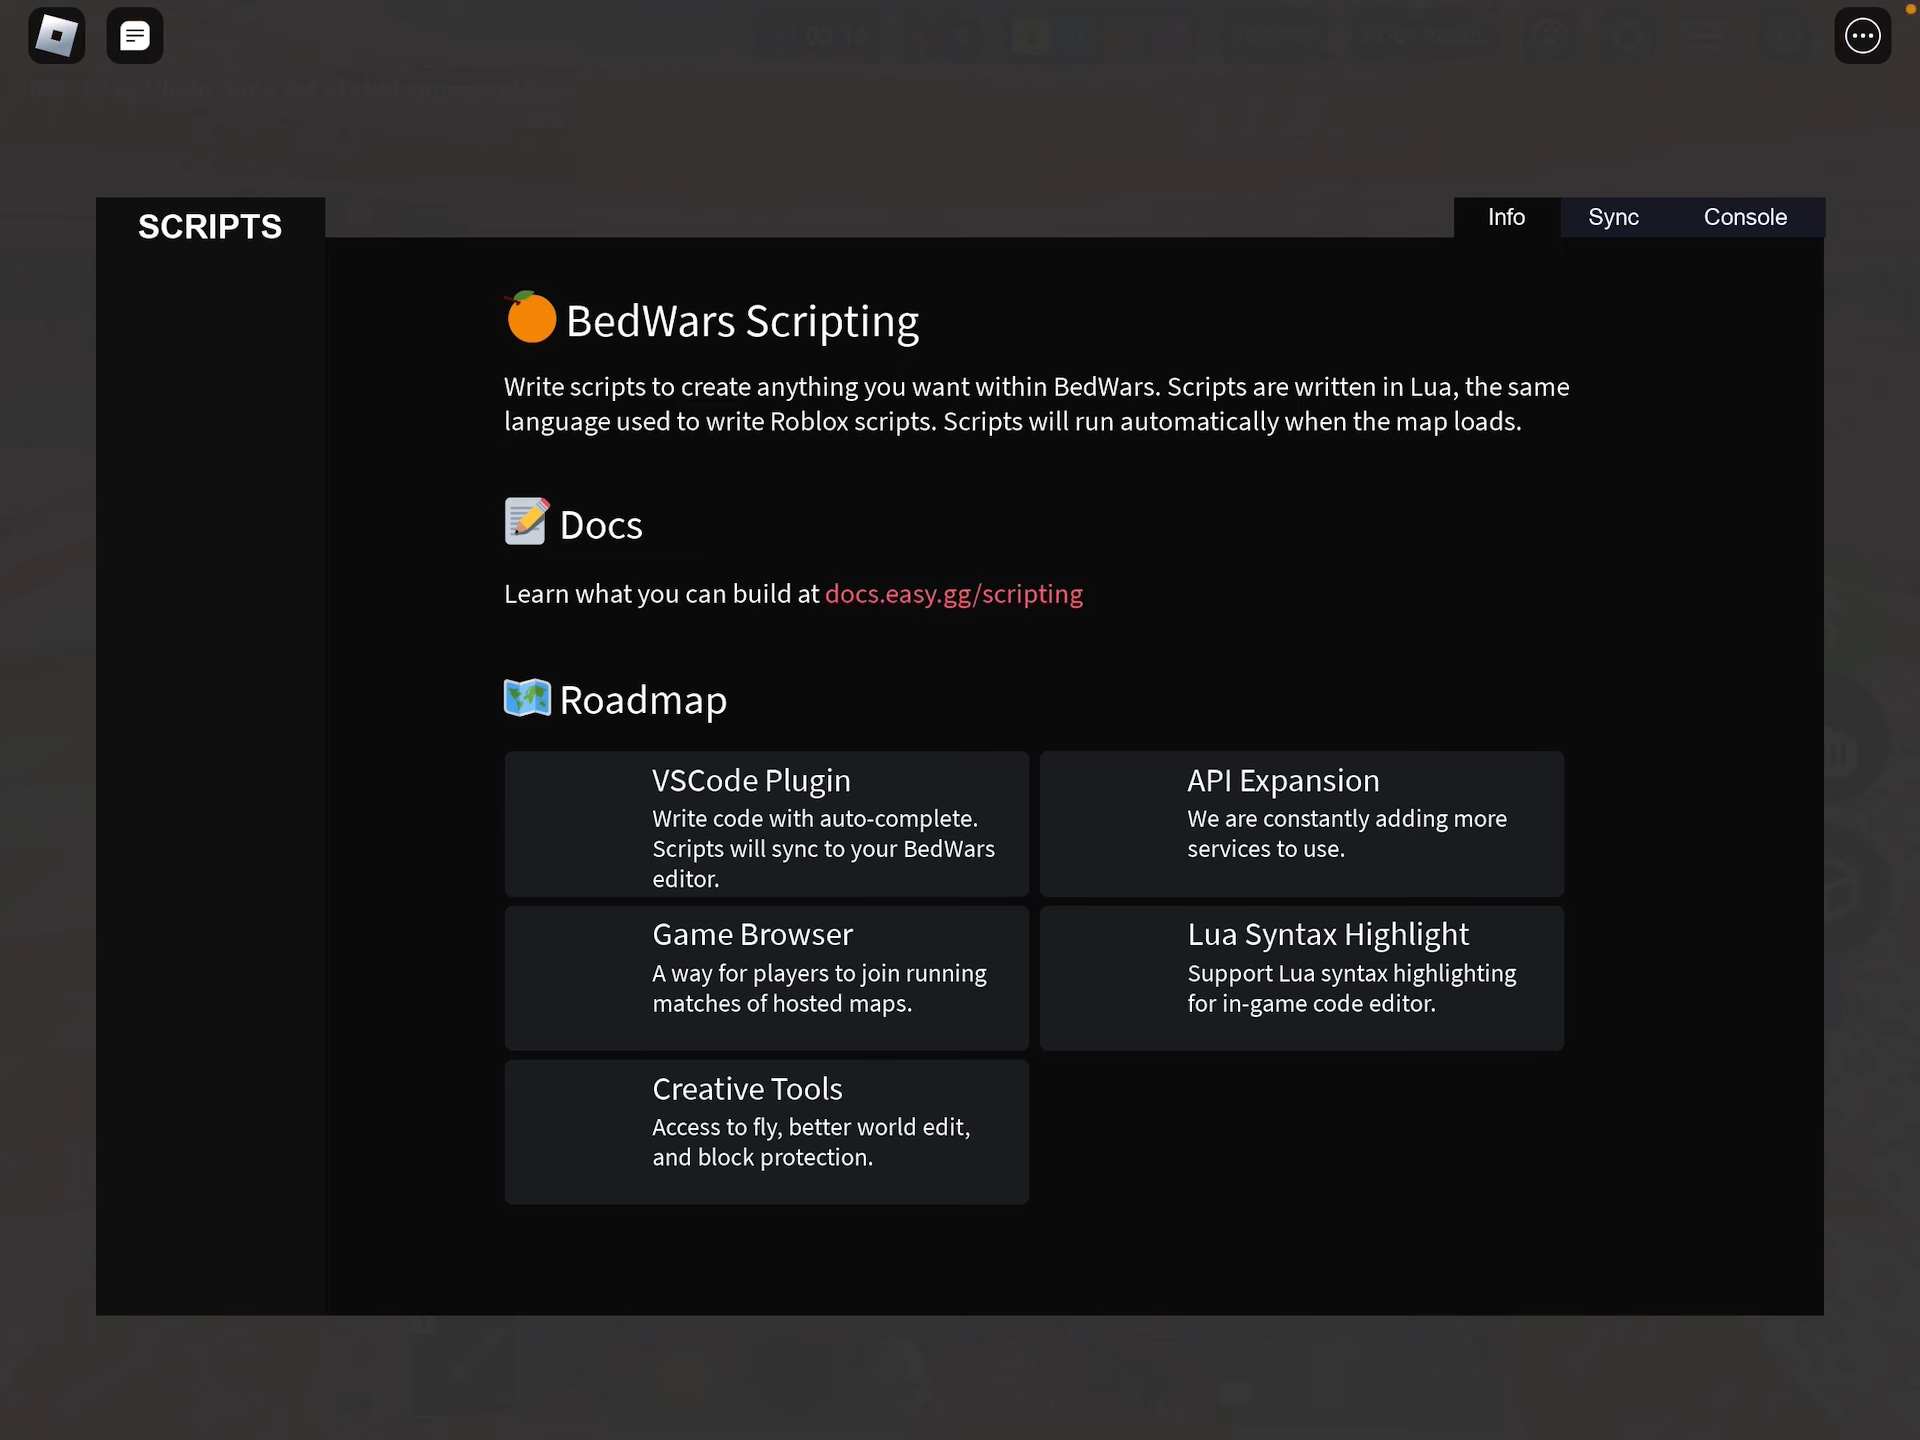 SCRIPTS
Info
Sync
Console
BedWars Scripting
Write scripts to create anything you want within BedWars. Scripts are written in Lua, the same
language used to write Roblox scripts. Scripts will run automatically when the map loads.
Docs
Learn what you can build at docs.easy.gg/scripting
Roadmap
VSCode Plugin
Write code with auto-complete.
Scripts will sync to your BedWars
editor.
API Expansion
We are constantly adding more
services to use.
Game Browser
A way for players to join running
matches of hosted maps.
Lua Syntax Highlight
Support Lua syntax highlighting
for in-game code editor.
Creative Tools
Access to fly, better world edit,
and block protection.